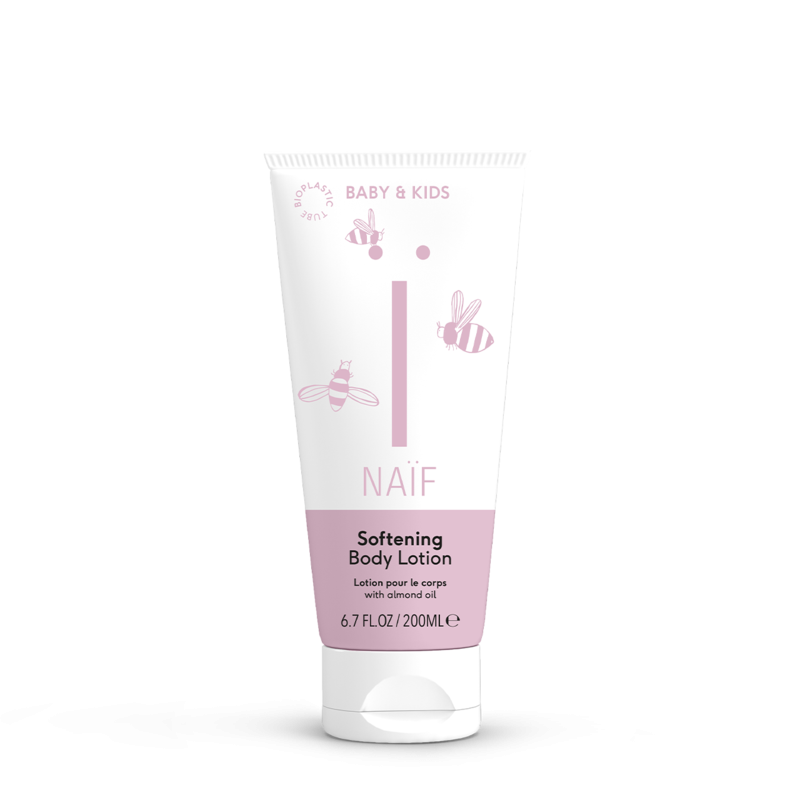 BIOPLASTIC TUBE
BABY & KIDS
Ï
NAÏF
Softening
Body Lotion
Lotion pour le corps
with almond oil
6.7 FL.OZ / 200ML ℮